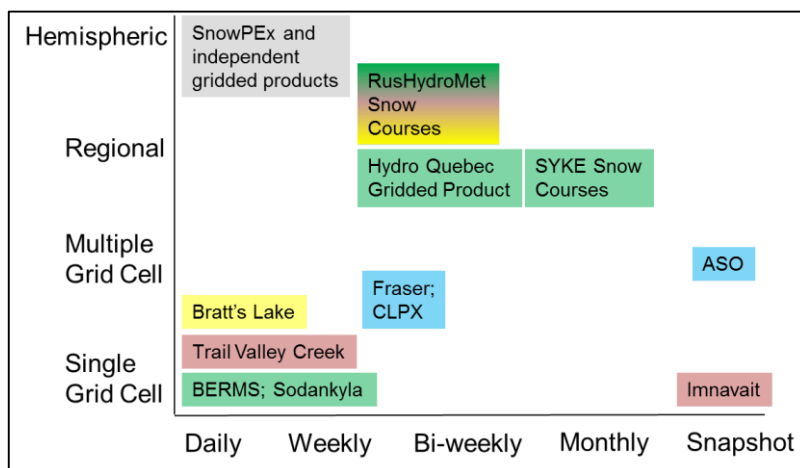 Hemispheric
SnowPEx and
independent
gridded products
RusHydroMet
Snow
Courses
Regional
Hydro Quebec
Gridded Product
SYKE Snow
Courses
Multiple
Grid Cell
ASO
Fraser;
CLPX
Bratt's Lake
Trail Valley Creek
Single
Grid Cell
BERMS; Sodankyla
Imnavait
Daily
Weekly
Bi-weekly
Monthly
Snapshot